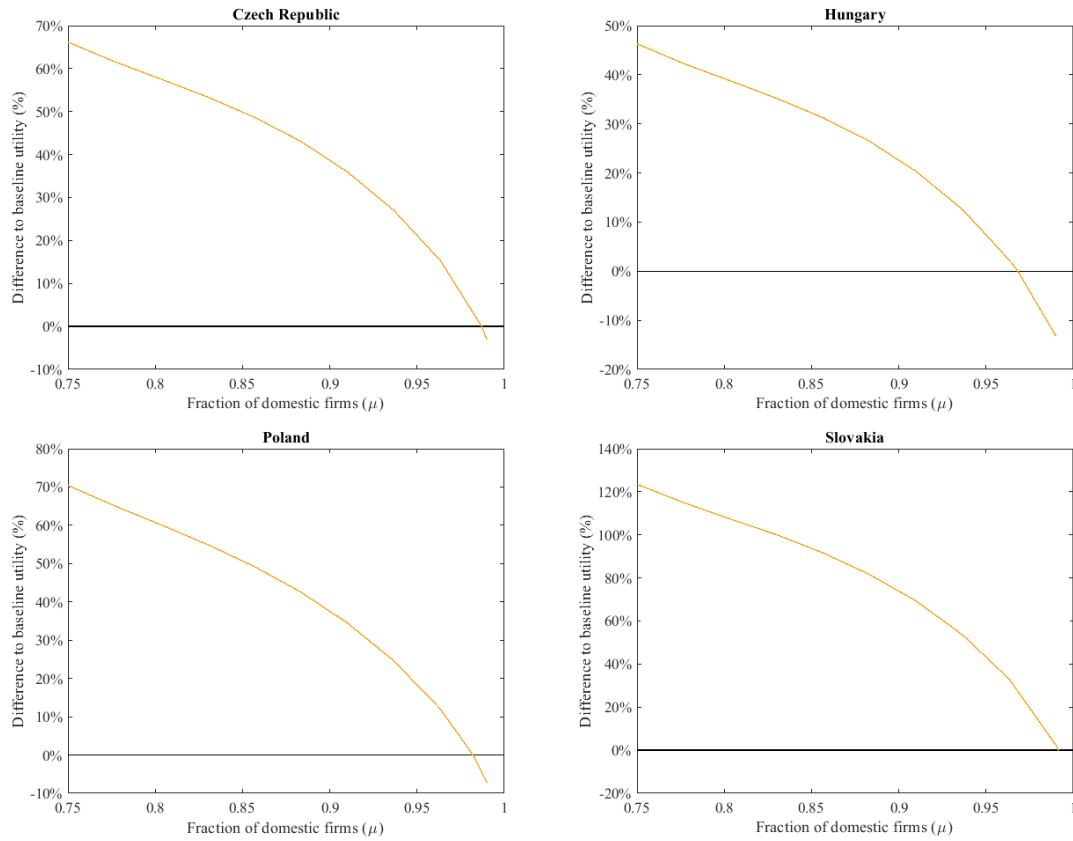 Czech Republic
70%
60%
50%
40%
30%
20%
10%
0%
-10%
Difference to baseline utility (%)
0.75 0.8 0.85 0.9 0.95 1
Fraction of domestic firms (μ)
Hungary
50%
40%
30%
20%
10%
0%
-10%
-20%
Difference to baseline utility (%)
0.75 0.8 0.85 0.9 0.95 1
Fraction of domestic firms (μ)
Poland
80%
70%
60%
50%
40%
30%
20%
10%
0%
-10%
Difference to baseline utility (%)
0.75 0.8 0.85 0.9 0.95 1
Fraction of domestic firms (μ)
Slovakia
140%
120%
100%
80%
60%
40%
20%
0%
-20%
Difference to baseline utility (%)
0.75 0.8 0.85 0.9 0.95 1
Fraction of domestic firms (μ)